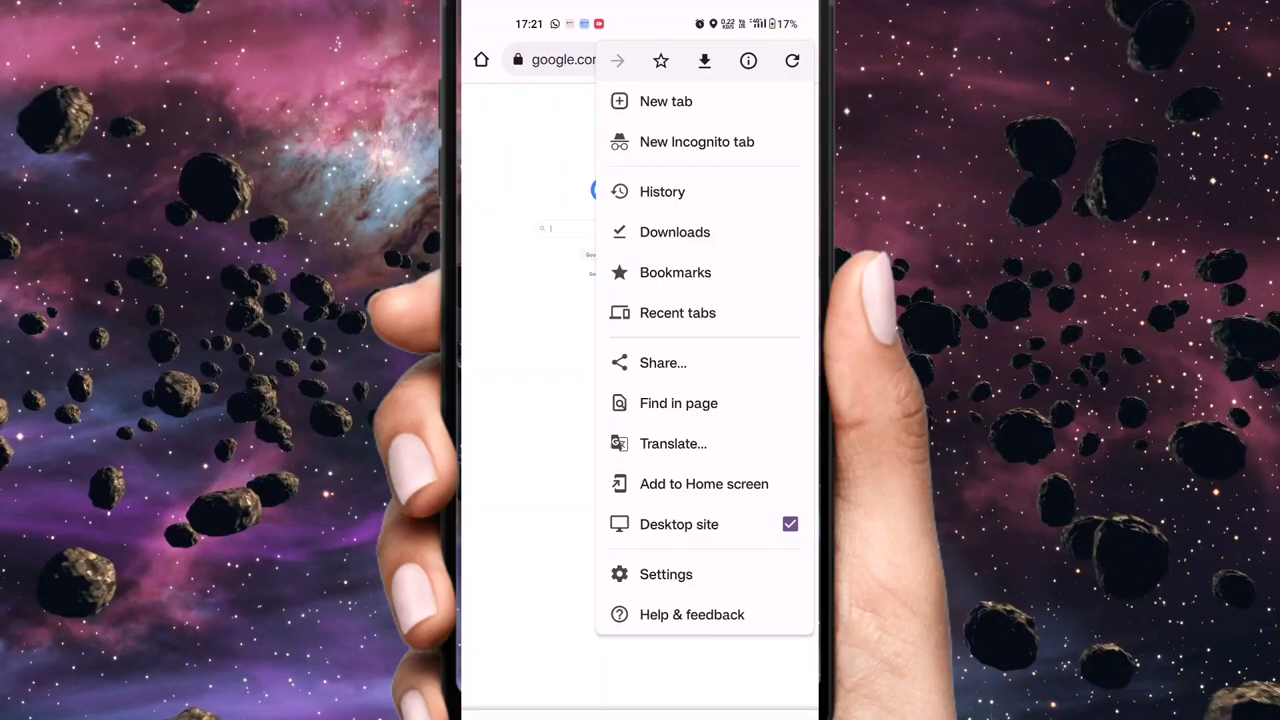 17:21
17%
google.com
New tab
New Incognito tab
History
Downloads
Bookmarks
Recent tabs
Share...
Find in page
Translate...
Add to Home screen
Desktop site
Settings
Help & feedback